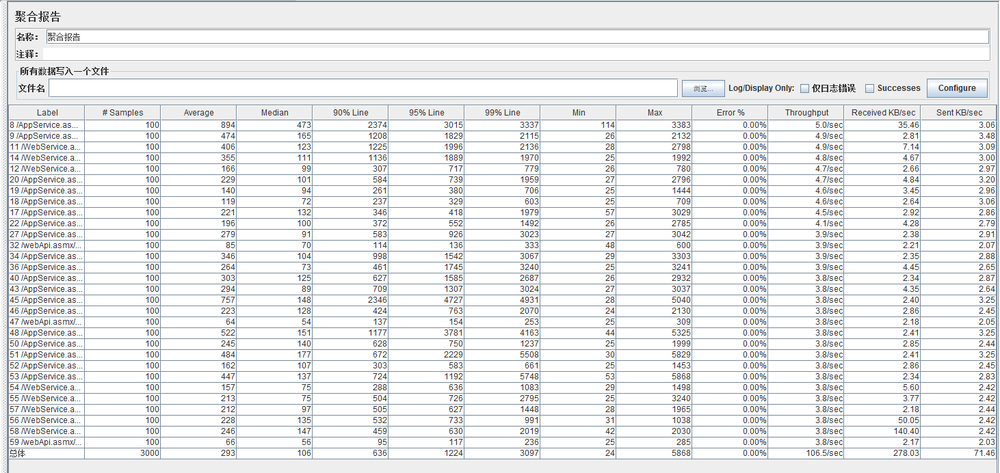 聚合报告
名称： 聚合报告
注释：
所有数据写入一个文件
文件名 浏览... Log/Display Only: 仅日志错误 Successes Configure
Label # Samples Average Median 90% Line 95% Line 99% Line Min Max Error % Throughput Received KB/sec Sent KB/sec
8 /AppService.as... 100 894 473 2374 3015 3337 114 3383 0.00% 5.0/sec 35.46 3.06
9 /AppService.as... 100 474 165 1208 1829 2115 26 2132 0.00% 4.9/sec 2.81 3.48
11 /WebService.a... 100 406 123 1225 1996 2136 28 2798 0.00% 4.9/sec 7.14 3.09
14 /WebService.a... 100 355 111 1136 1889 1970 25 1992 0.00% 4.8/sec 4.67 3.00
12 /WebService.a... 100 166 99 307 717 779 26 780 0.00% 4.7/sec 2.66 2.97
20 /AppService.as... 100 229 101 584 739 1959 27 2796 0.00% 4.7/sec 4.84 3.20
19 /AppService.as... 100 140 94 261 380 706 25 1444 0.00% 4.6/sec 3.45 2.96
18 /AppService.as... 100 119 72 237 329 603 25 709 0.00% 4.6/sec 2.64 3.06
17 /AppService.as... 100 221 132 346 418 1979 57 3029 0.00% 4.5/sec 2.92 2.86
22 /AppService.as... 100 196 100 372 552 1492 26 2785 0.00% 4.1/sec 4.28 2.79
27 /AppService.as... 100 279 91 583 926 3023 27 3042 0.00% 3.9/sec 2.38 2.91
32 /webApi.asmx/... 100 85 70 114 136 333 48 600 0.00% 3.9/sec 2.21 2.07
34 /AppService.as... 100 346 104 998 1542 3067 29 3303 0.00% 3.9/sec 2.35 2.88
36 /AppService.as... 100 264 73 461 1745 3240 25 3241 0.00% 3.9/sec 4.45 2.65
40 /AppService.as... 100 303 125 627 1585 2687 26 2932 0.00% 3.8/sec 2.34 2.87
43 /AppService.as... 100 294 89 709 1307 3024 27 3037 0.00% 3.8/sec 4.35 2.64
45 /AppService.as... 100 757 148 2346 4727 4931 28 5040 0.00% 3.8/sec 2.40 3.25
46 /AppService.as... 100 223 128 424 763 2070 24 2130 0.00% 3.8/sec 2.86 2.45
47 /webApi.asmx/... 100 64 54 137 154 253 25 309 0.00% 3.8/sec 2.18 2.05
48 /AppService.as... 100 522 151 1177 3781 4163 44 5325 0.00% 3.8/sec 2.41 3.25
50 /AppService.as... 100 245 140 628 750 1237 25 1999 0.00% 3.8/sec 2.85 2.44
51 /AppService.as... 100 484 177 672 2229 5508 30 5829 0.00% 3.8/sec 2.41 3.25
52 /AppService.as... 100 162 107 303 583 661 25 1453 0.00% 3.8/sec 2.86 2.45
53 /AppService.as... 100 447 137 724 1192 5748 53 5868 0.00% 3.8/sec 2.34 2.83
54 /WebService.a... 100 157 75 288 636 1083 29 1498 0.00% 3.8/sec 5.60 2.42
55 /WebService.a... 100 213 75 504 726 2795 25 3240 0.00% 3.8/sec 3.77 2.42
57 /WebService.a... 100 212 97 505 627 1448 28 1965 0.00% 3.8/sec 2.18 2.44
56 /WebService.a... 100 228 135 532 733 991 31 1038 0.00% 3.8/sec 50.05 2.42
58 /WebService.a... 100 246 147 459 630 2019 42 2030 0.00% 3.8/sec 140.40 2.42
59 /webApi.asmx/... 100 66 56 95 117 236 25 285 0.00% 3.8/sec 2.17 2.03
总体 3000 293 106 636 1224 3097 24 5868 0.00% 106.5/sec 278.03 71.46